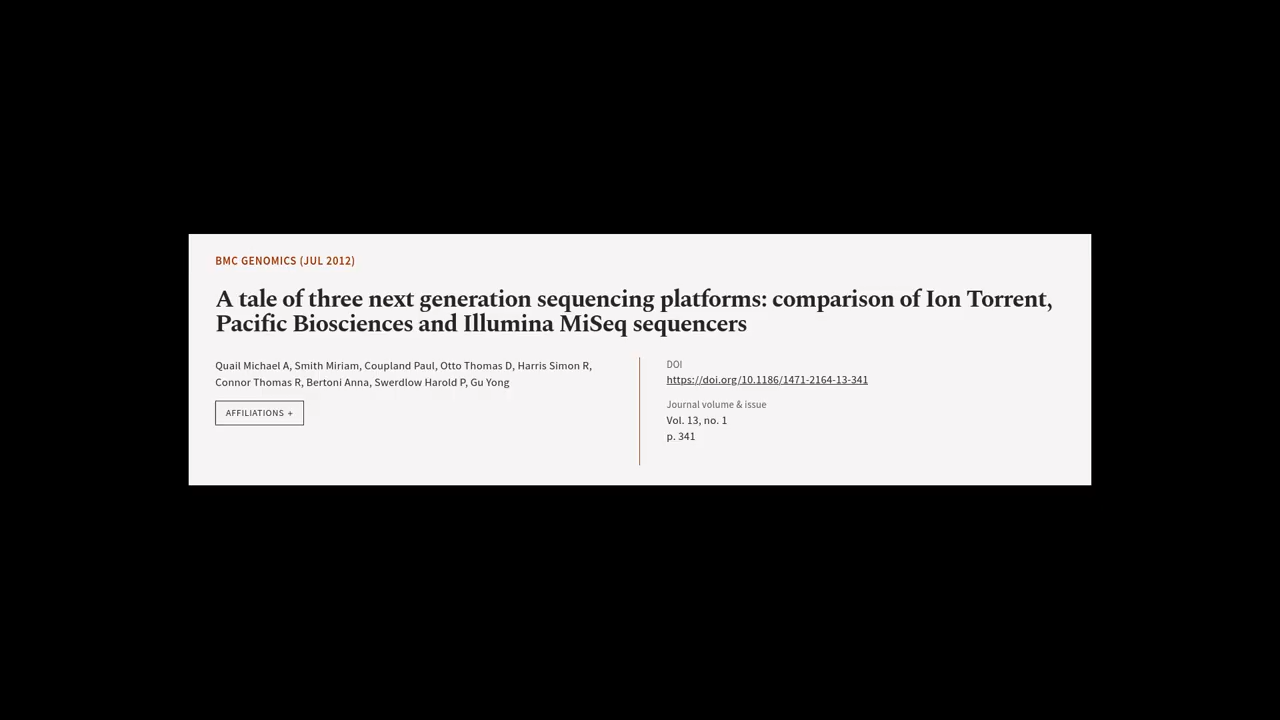 BMC GENOMICS (JUL 2012)
A tale of three next generation sequencing platforms: comparison of Ion Torrent,
Pacific Biosciences and Illumina MiSeq sequencers
Quail Michael A, Smith Miriam, Coupland Paul, Otto Thomas D, Harris Simon R,
Connor Thomas R, Bertoni Anna, Swerdlow Harold P, Gu Yong
AFFILIATIONS +
DOI
https://doi.org/10.1186/1471-2164-13-341
Journal volume & issue
Vol. 13, no. 1
p. 341